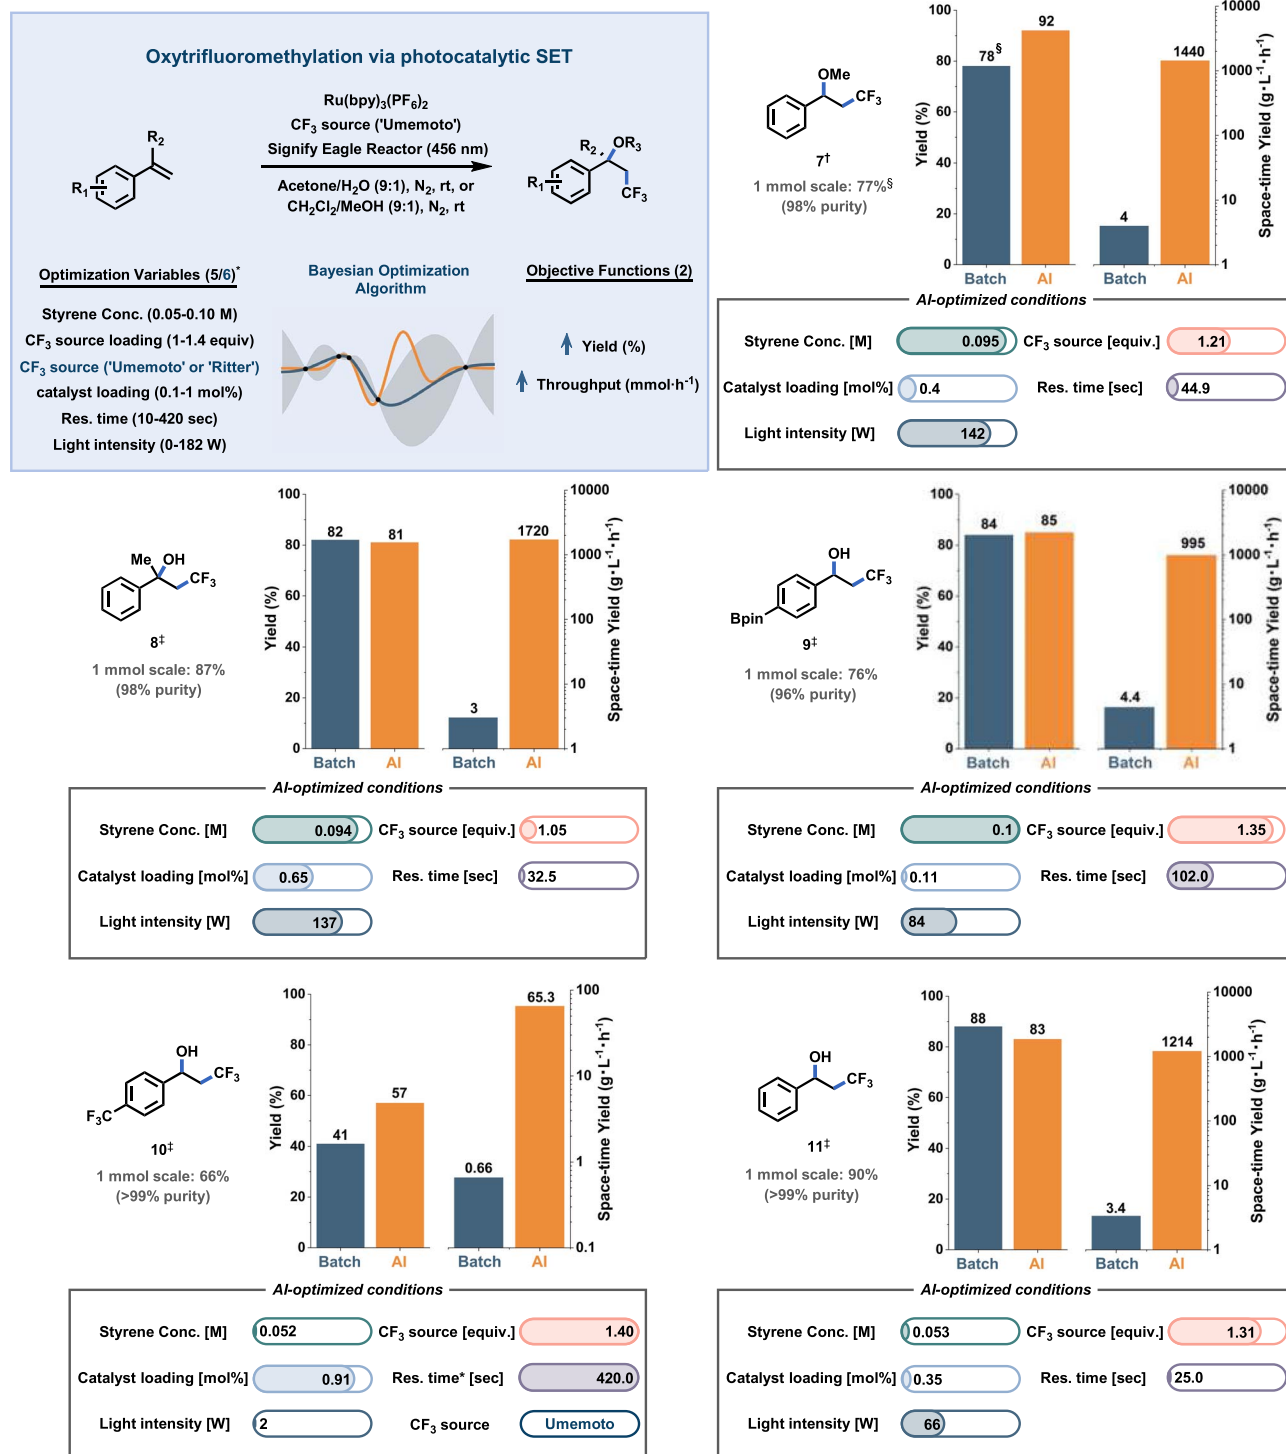 Oxytrifluoromethylation via photocatalytic SET
Ru(bpy)₃(PF₆)₂
CF₃ source ('Umemoto')
Signify Eagle Reactor (456 nm)
Acetone/H₂O (9:1), N₂, rt, or
CH₂Cl₂/MeOH (9:1), N₂, rt
R₂
R₁
R₂ OR₃
R₁
CF₃
Optimization Variables (5/6)*
Styrene Conc. (0.05-0.10 M)
CF₃ source loading (1-1.4 equiv)
CF₃ source ('Umemoto' or 'Ritter')
catalyst loading (0.1-1 mol%)
Res. time (10-420 sec)
Light intensity (0-182 W)
Bayesian Optimization
Algorithm
Objective Functions (2)
Yield (%)
Throughput (mmol·h⁻¹)
OMe
CF₃
7†
1 mmol scale: 77%§
(98% purity)
Yield (%)
100
80
60
40
20
0
78§
92
4
1440
Batch
AI
Batch
AI
10000
1000
100
10
1
Space-time Yield (g·L⁻¹·h⁻¹)
AI-optimized conditions
Styrene Conc. [M] 0.095 CF₃ source [equiv.] 1.21
Catalyst loading [mol%] 0.4 Res. time [sec] 44.9
Light intensity [W] 142
Me OH
CF₃
8‡
1 mmol scale: 87%
(98% purity)
Yield (%)
100
80
60
40
20
0
82
81
3
1720
Batch
AI
Batch
AI
10000
1000
100
10
1
Space-time Yield (g·L⁻¹·h⁻¹)
AI-optimized conditions
Styrene Conc. [M] 0.094 CF₃ source [equiv.] 1.05
Catalyst loading [mol%] 0.65 Res. time [sec] 32.5
Light intensity [W] 137
OH
CF₃
Bpin
9‡
1 mmol scale: 76%
(96% purity)
Yield (%)
100
80
60
40
20
0
84
85
4.4
995
Batch
AI
Batch
AI
10000
1000
100
10
1
Space-time Yield (g·L⁻¹·h⁻¹)
AI-optimized conditions
Styrene Conc. [M] 0.1 CF₃ source [equiv.] 1.35
Catalyst loading [mol%] 0.11 Res. time [sec] 102.0
Light intensity [W] 84
OH
CF₃
F₃C
10‡
1 mmol scale: 66%
(>99% purity)
Yield (%)
100
80
60
40
20
0
41
57
0.66
65.3
Batch
AI
Batch
AI
100
10
1
0.1
Space-time Yield (g·L⁻¹·h⁻¹)
AI-optimized conditions
Styrene Conc. [M] 0.052 CF₃ source [equiv.] 1.40
Catalyst loading [mol%] 0.91 Res. time* [sec] 420.0
Light intensity [W] 2 CF₃ source Umemoto
OH
CF₃
11‡
1 mmol scale: 90%
(>99% purity)
Yield (%)
100
80
60
40
20
0
88
83
3.4
1214
Batch
AI
Batch
AI
10000
1000
100
10
1
Space-time Yield (g·L⁻¹·h⁻¹)
AI-optimized conditions
Styrene Conc. [M] 0.053 CF₃ source [equiv.] 1.31
Catalyst loading [mol%] 0.35 Res. time [sec] 25.0
Light intensity [W] 66